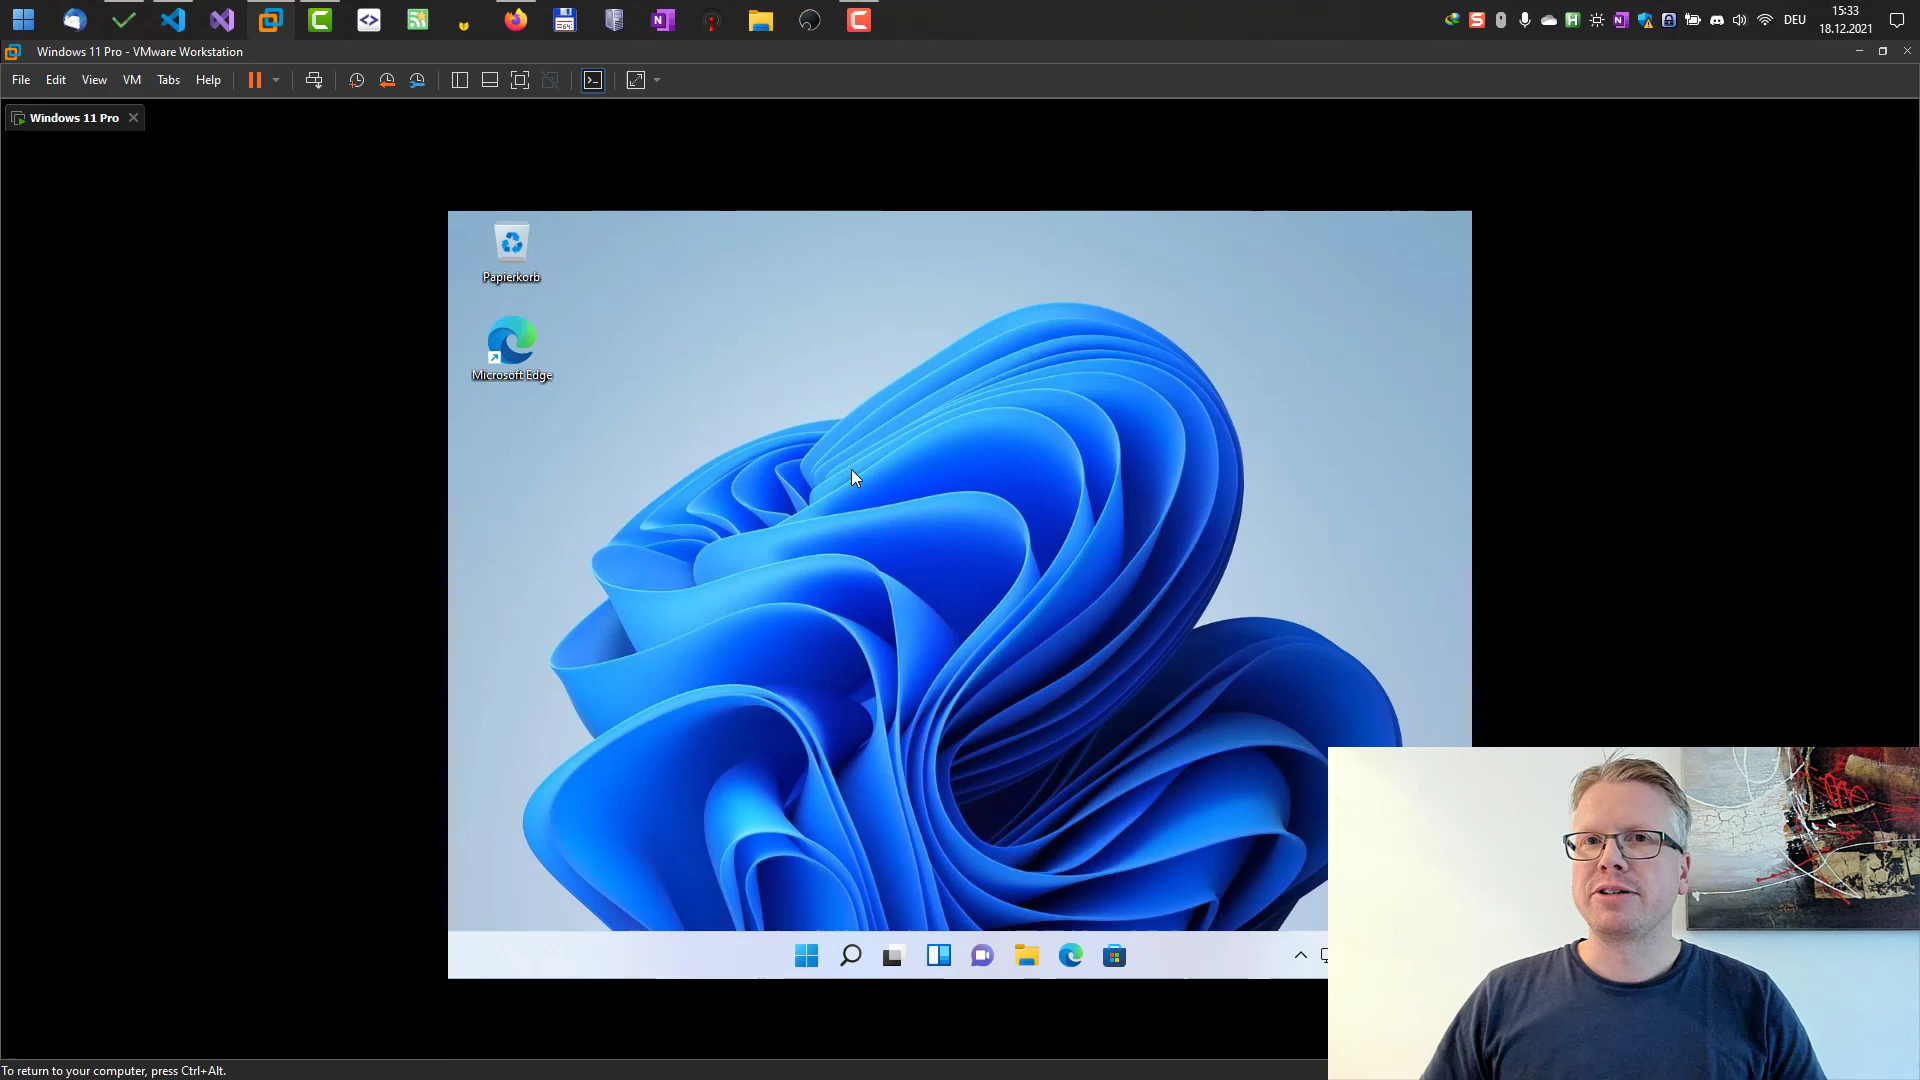 15:33
DEU
18.12.2021
Windows 11 Pro - VMware Workstation
File Edit View VM Tabs Help
Windows 11 Pro
Papierkorb
Microsoft Edge
To return to your computer, press Ctrl+Alt.